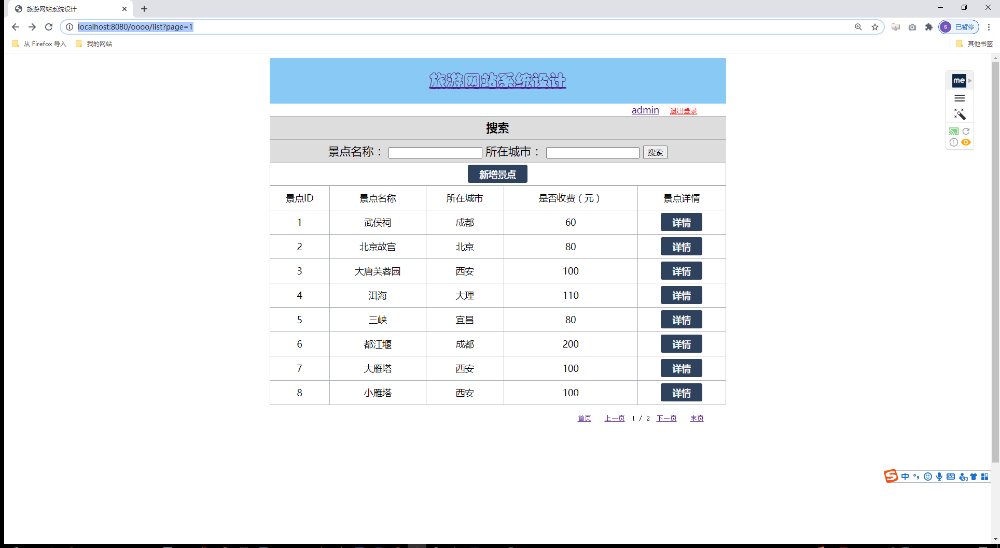 旅游网站系统设计
localhost:8080/oooo/list?page=1
S 已暂停
从 Firefox 导入 我的网站 其他书签
旅游网站系统设计
me
admin 退出登录
搜索
景点名称： 所在城市： 搜索
新增景点
景点ID 景点名称 所在城市 是否收费（元） 景点详情
1 武侯祠 成都 60 详情
2 北京故宫 北京 80 详情
3 大唐芙蓉园 西安 100 详情
4 洱海 大理 110 详情
5 三峡 宜昌 80 详情
6 都江堰 成都 200 详情
7 大雁塔 西安 100 详情
8 小雁塔 西安 100 详情
首页 上一页 1 / 2 下一页 末页
S 中